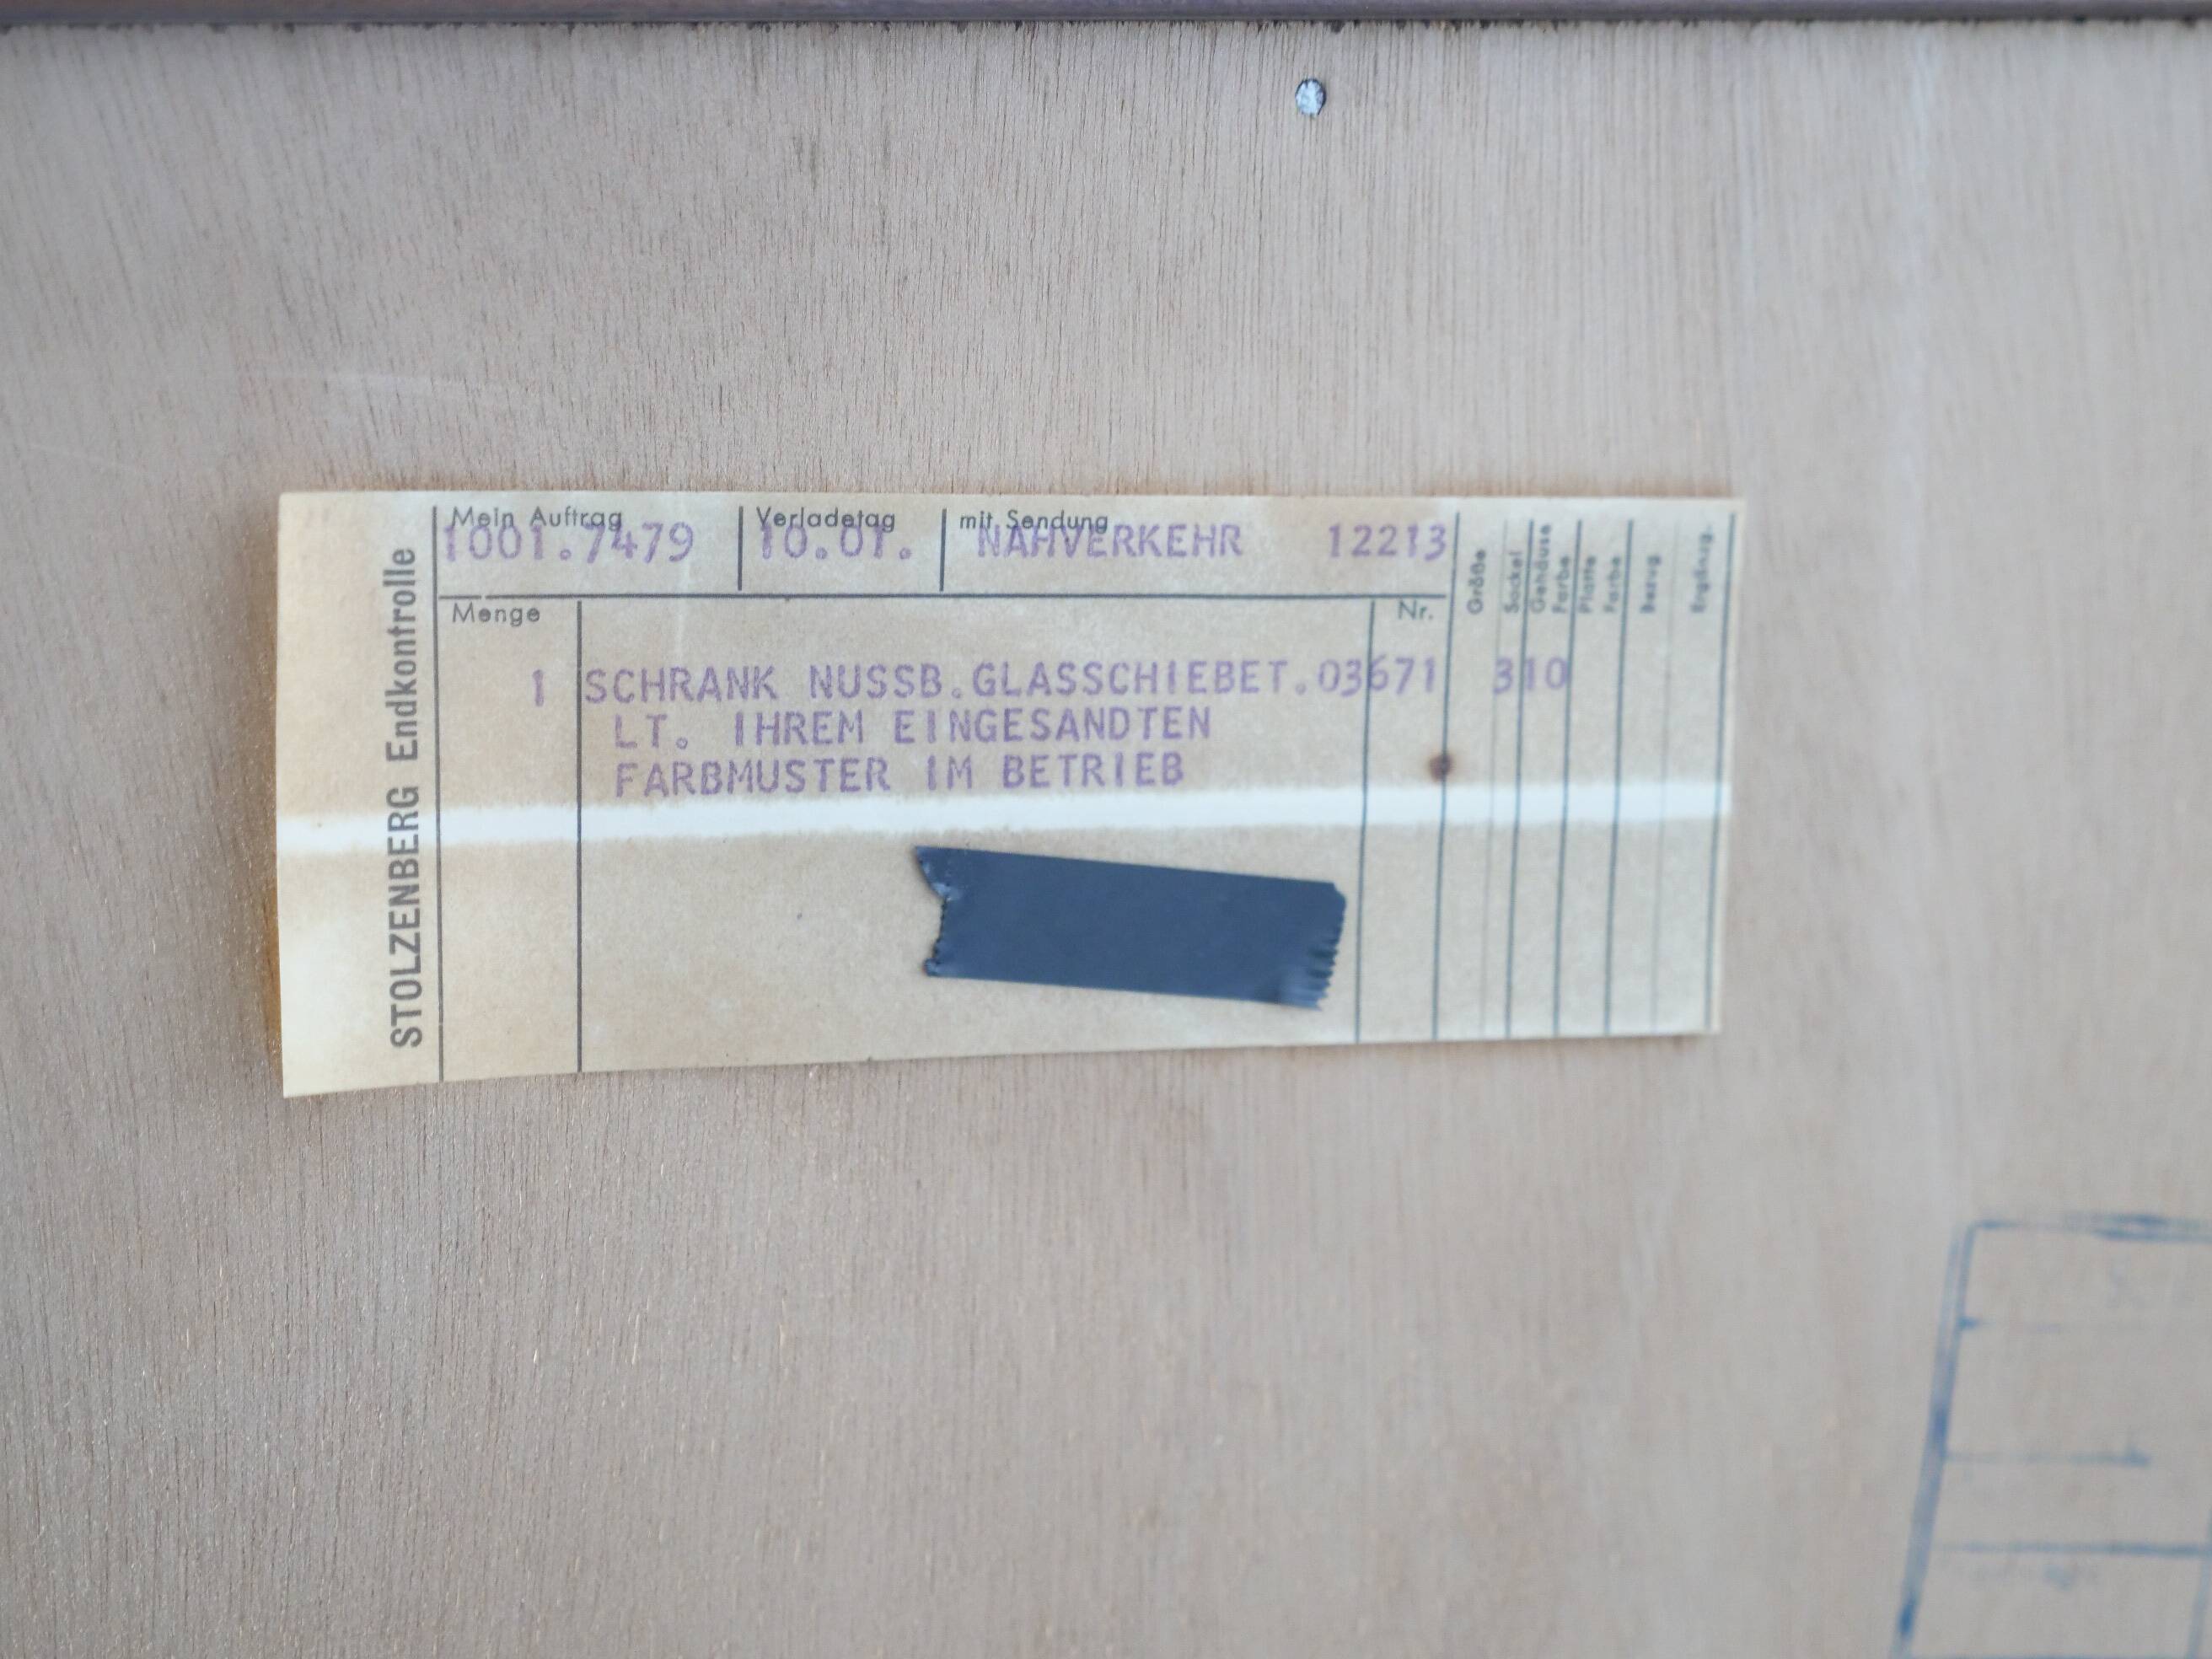 STOLZENBERG Endkontrolle
Mein Auftrag Verladetag mit Sendung
1001.7479 10.01. NAHVERKEHR 12213
Menge Nr. Größe Sockel Gehäuse Farbe Platte Farbe Bezug Ergänzg.
1 SCHRANK NUSSB.GLASSCHIEBET.03671 310
LT. IHREM EINGESANDTEN
FARBMUSTER IM BETRIEB